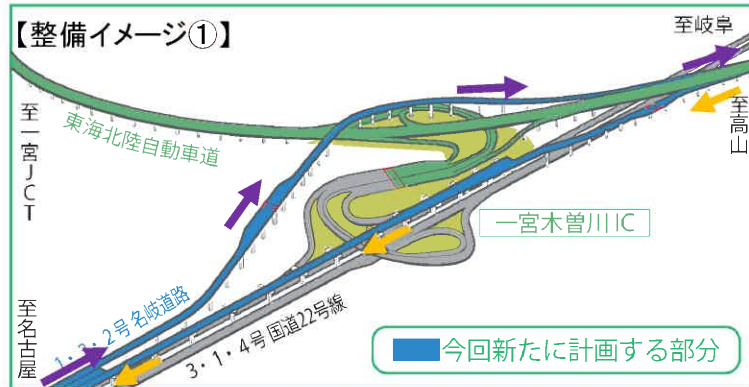 【整備イメージ①】
至岐阜
至一宮JCT
東海北陸自動車道
至高山
一宮木曽川IC
至名古屋
1・3・2号 名岐道路
3・1・4号 国道22号線
今回新たに計画する部分